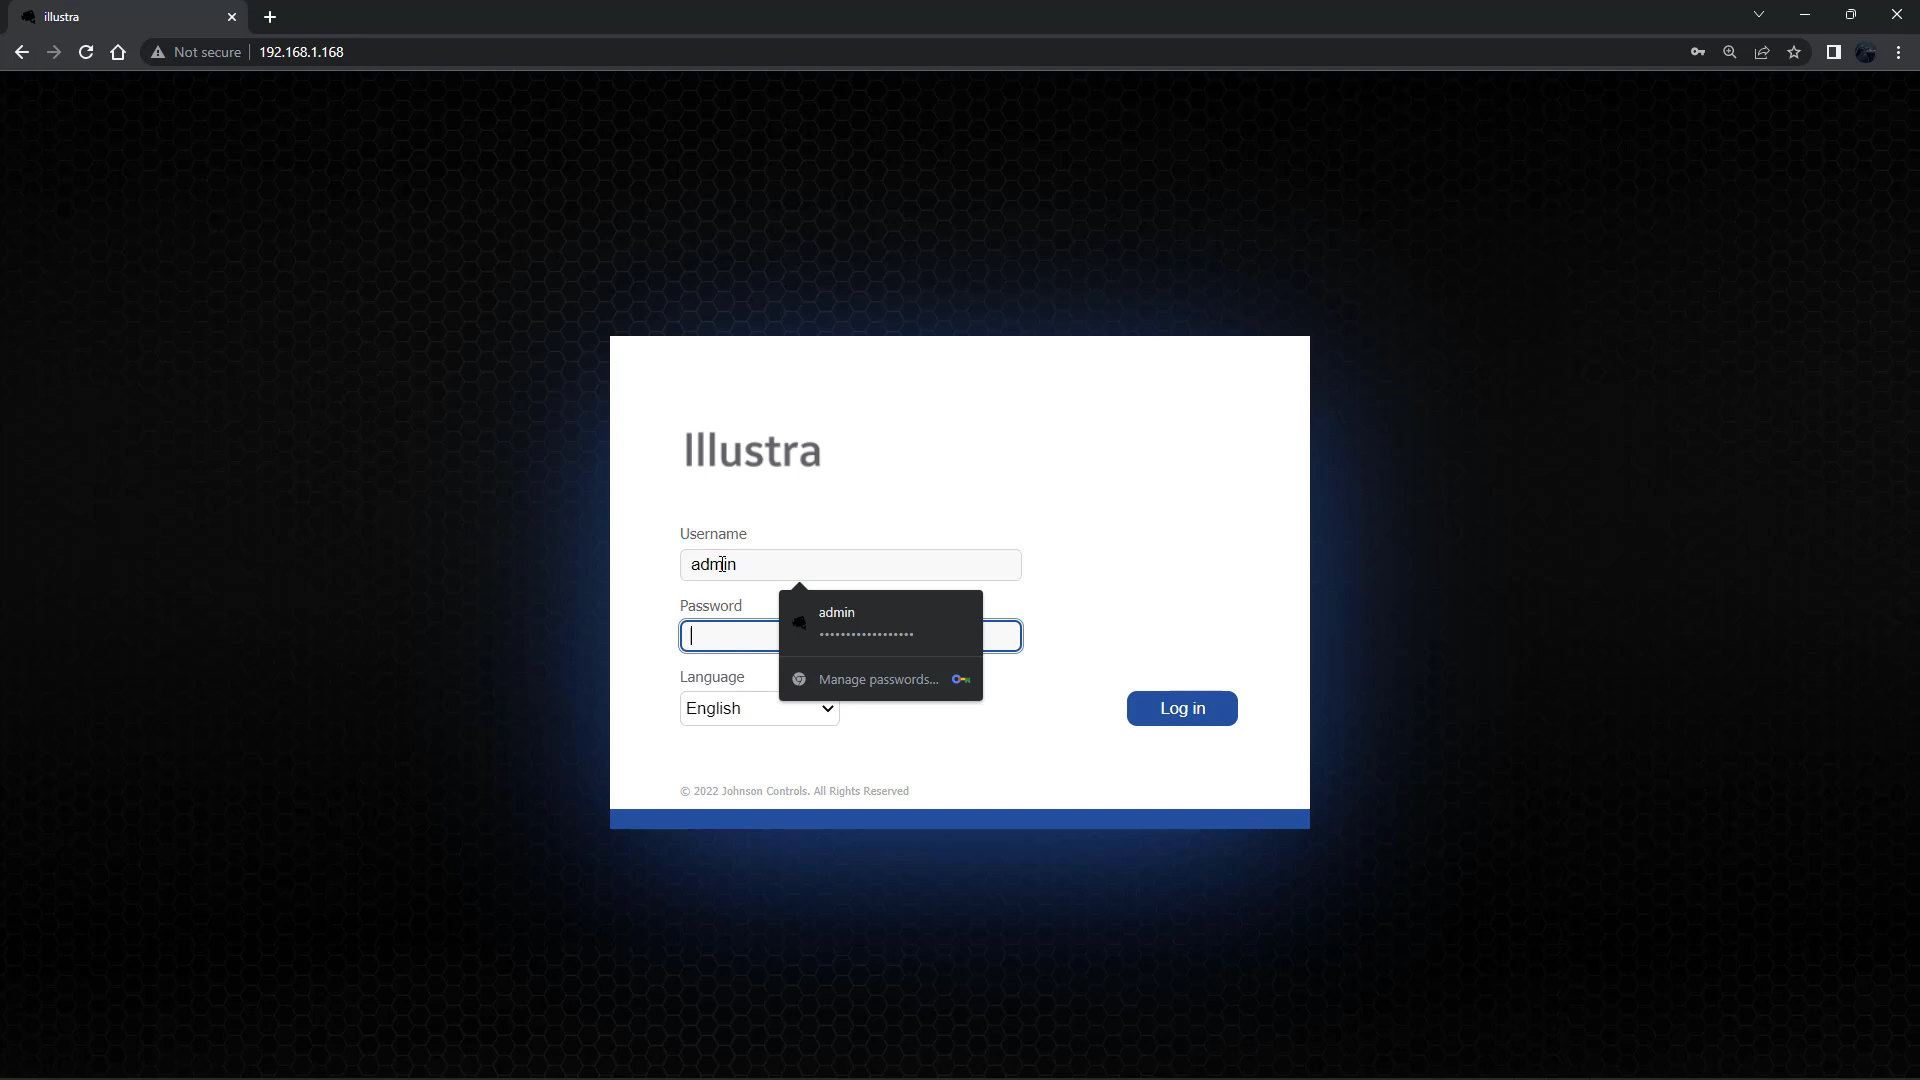 illustra
Not secure 192.168.1.168
Illustra
Username
admin
Password
admin
••••••••••••••••••
Manage passwords...
Language
English
Log in
© 2022 Johnson Controls. All Rights Reserved